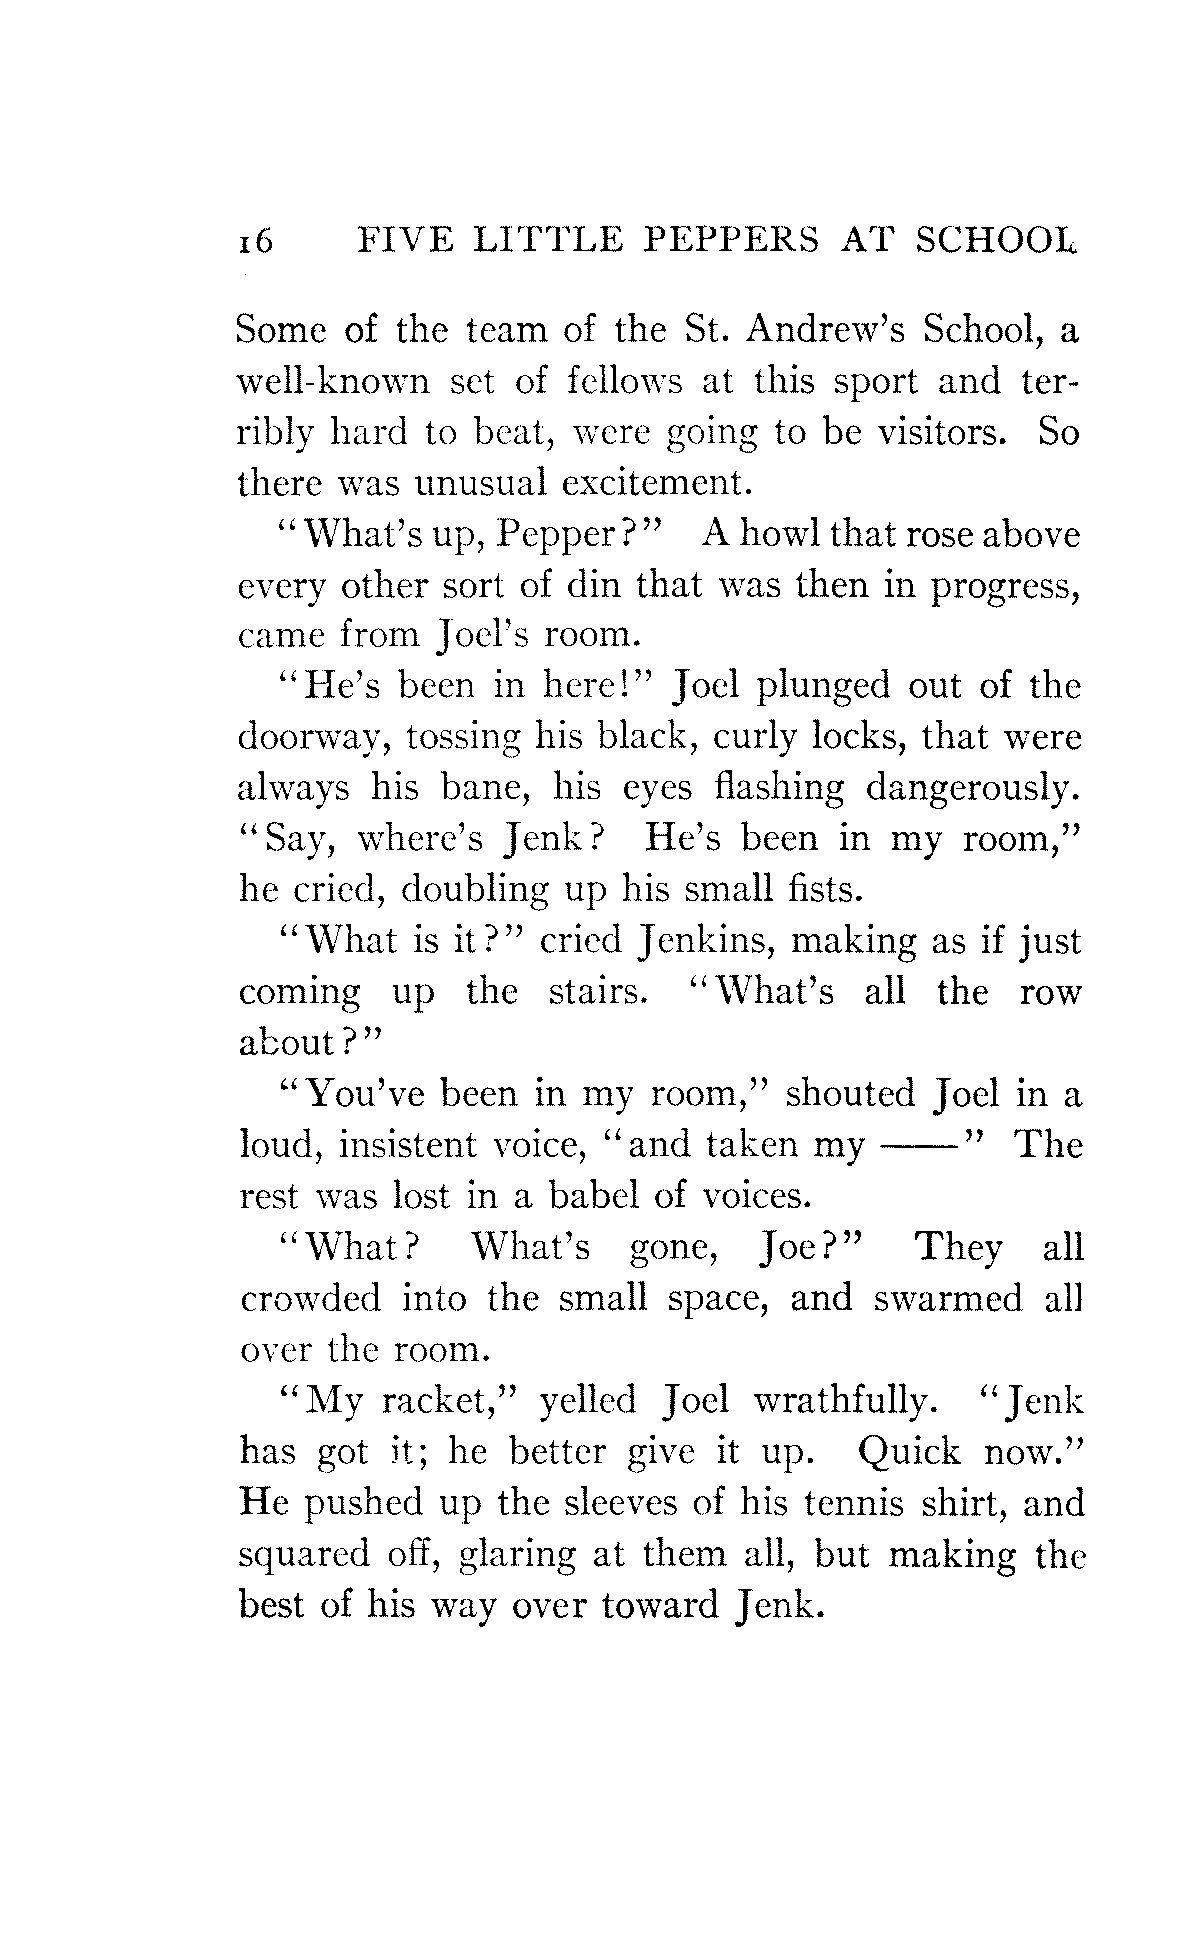 16 FIVE LITTLE PEPPERS AT SCHOOL
Some of the team of the St. Andrew's School, a
well-known set of fellows at this sport and ter-
ribly hard to beat, were going to be visitors. So
there was unusual excitement.
"What's up, Pepper?" A howl that rose above
every other sort of din that was then in progress,
came from Joel's room.
"He's been in here!" Joel plunged out of the
doorway, tossing his black, curly locks, that were
always his bane, his eyes flashing dangerously.
"Say, where's Jenk? He's been in my room,"
he cried, doubling up his small fists.
"What is it?" cried Jenkins, making as if just
coming up the stairs. "What's all the row
about?"
"You've been in my room," shouted Joel in a
loud, insistent voice, "and taken my ——" The
rest was lost in a babel of voices.
"What? What's gone, Joe?" They all
crowded into the small space, and swarmed all
over the room.
"My racket," yelled Joel wrathfully. "Jenk
has got it; he better give it up. Quick now."
He pushed up the sleeves of his tennis shirt, and
squared off, glaring at them all, but making the
best of his way over toward Jenk.